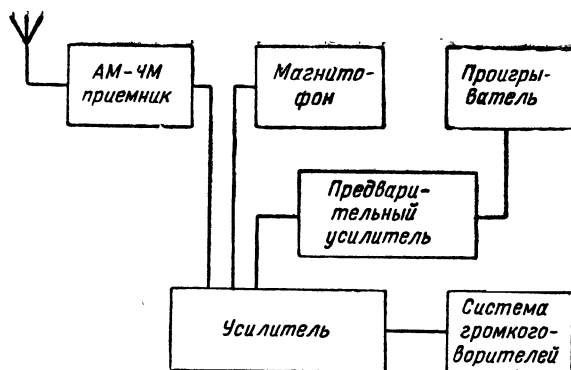 АМ-ЧМ
приемник
Магнито-
фон
Проигры-
ватель
Предвари-
тельный
усилитель
Усилитель
Система
громкого-
ворителей